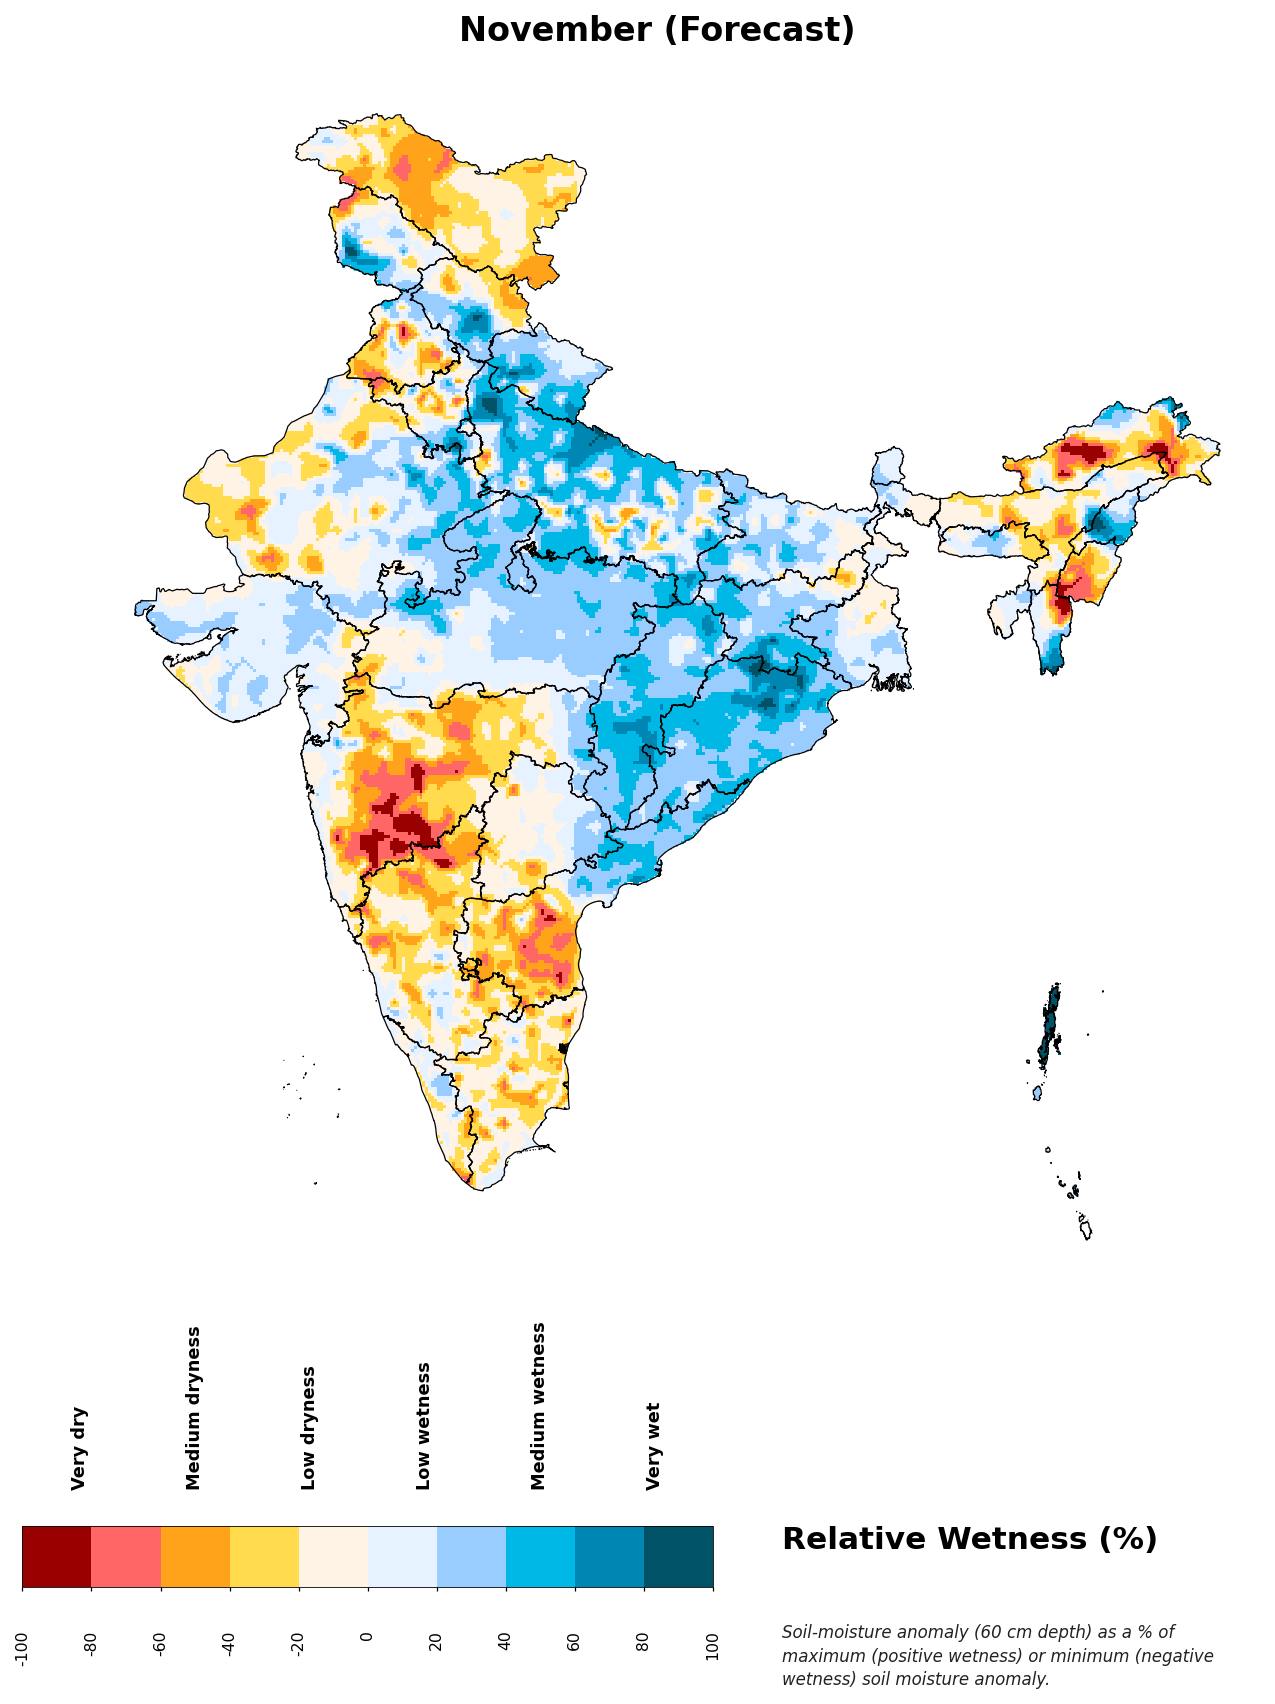 November (Forecast)
Very dry
Medium dryness
Low dryness
Low wetness
Medium wetness
Very wet
-100
-80
-60
-40
-20
0
20
40
60
80
100
Relative Wetness (%)
Soil-moisture anomaly (60 cm depth) as a % of
maximum (positive wetness) or minimum (negative
wetness) soil moisture anomaly.